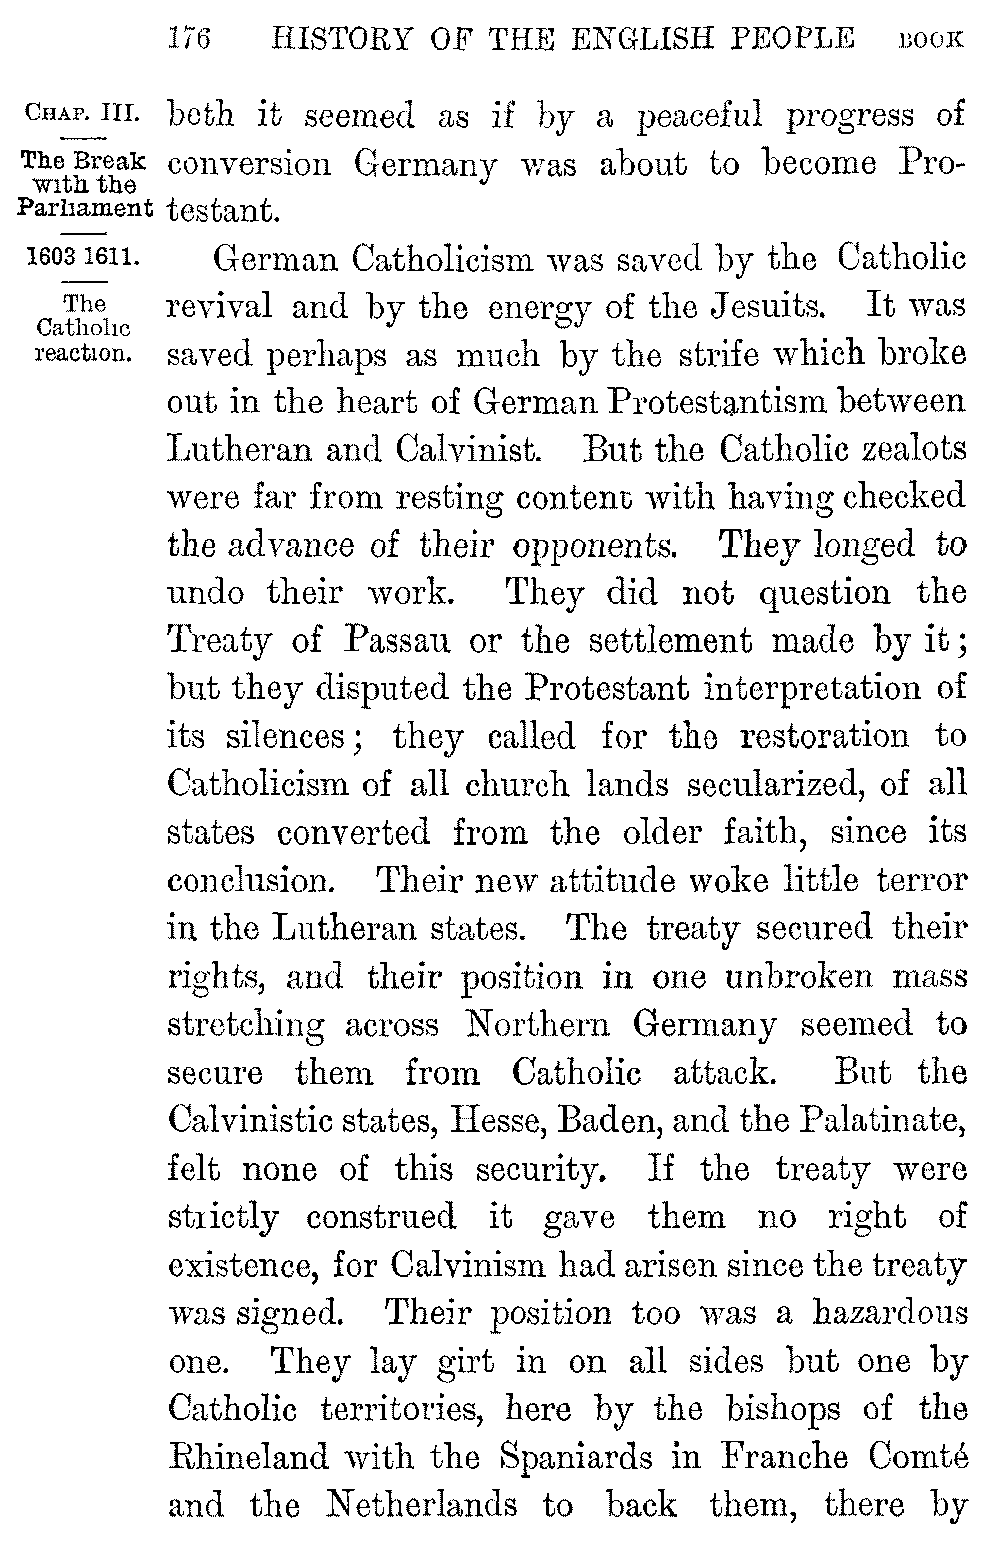 176 HISTORY OF THE ENGLISH PEOPLE BOOK
CHAP. III.
The Break
with the
Parliament
1603 1611.
The
Catholic
reaction.
both it seemed as if by a peaceful progress of
conversion Germany was about to become Pro-
testant.
German Catholicism was saved by the Catholic
revival and by the energy of the Jesuits. It was
saved perhaps as much by the strife which broke
out in the heart of German Protestantism between
Lutheran and Calvinist. But the Catholic zealots
were far from resting content with having checked
the advance of their opponents. They longed to
undo their work. They did not question the
Treaty of Passau or the settlement made by it;
but they disputed the Protestant interpretation of
its silences; they called for the restoration to
Catholicism of all church lands secularized, of all
states converted from the older faith, since its
conclusion. Their new attitude woke little terror
in the Lutheran states. The treaty secured their
rights, and their position in one unbroken mass
stretching across Northern Germany seemed to
secure them from Catholic attack. But the
Calvinistic states, Hesse, Baden, and the Palatinate,
felt none of this security. If the treaty were
strictly construed it gave them no right of
existence, for Calvinism had arisen since the treaty
was signed. Their position too was a hazardous
one. They lay girt in on all sides but one by
Catholic territories, here by the bishops of the
Rhineland with the Spaniards in Franche Comté
and the Netherlands to back them, there by